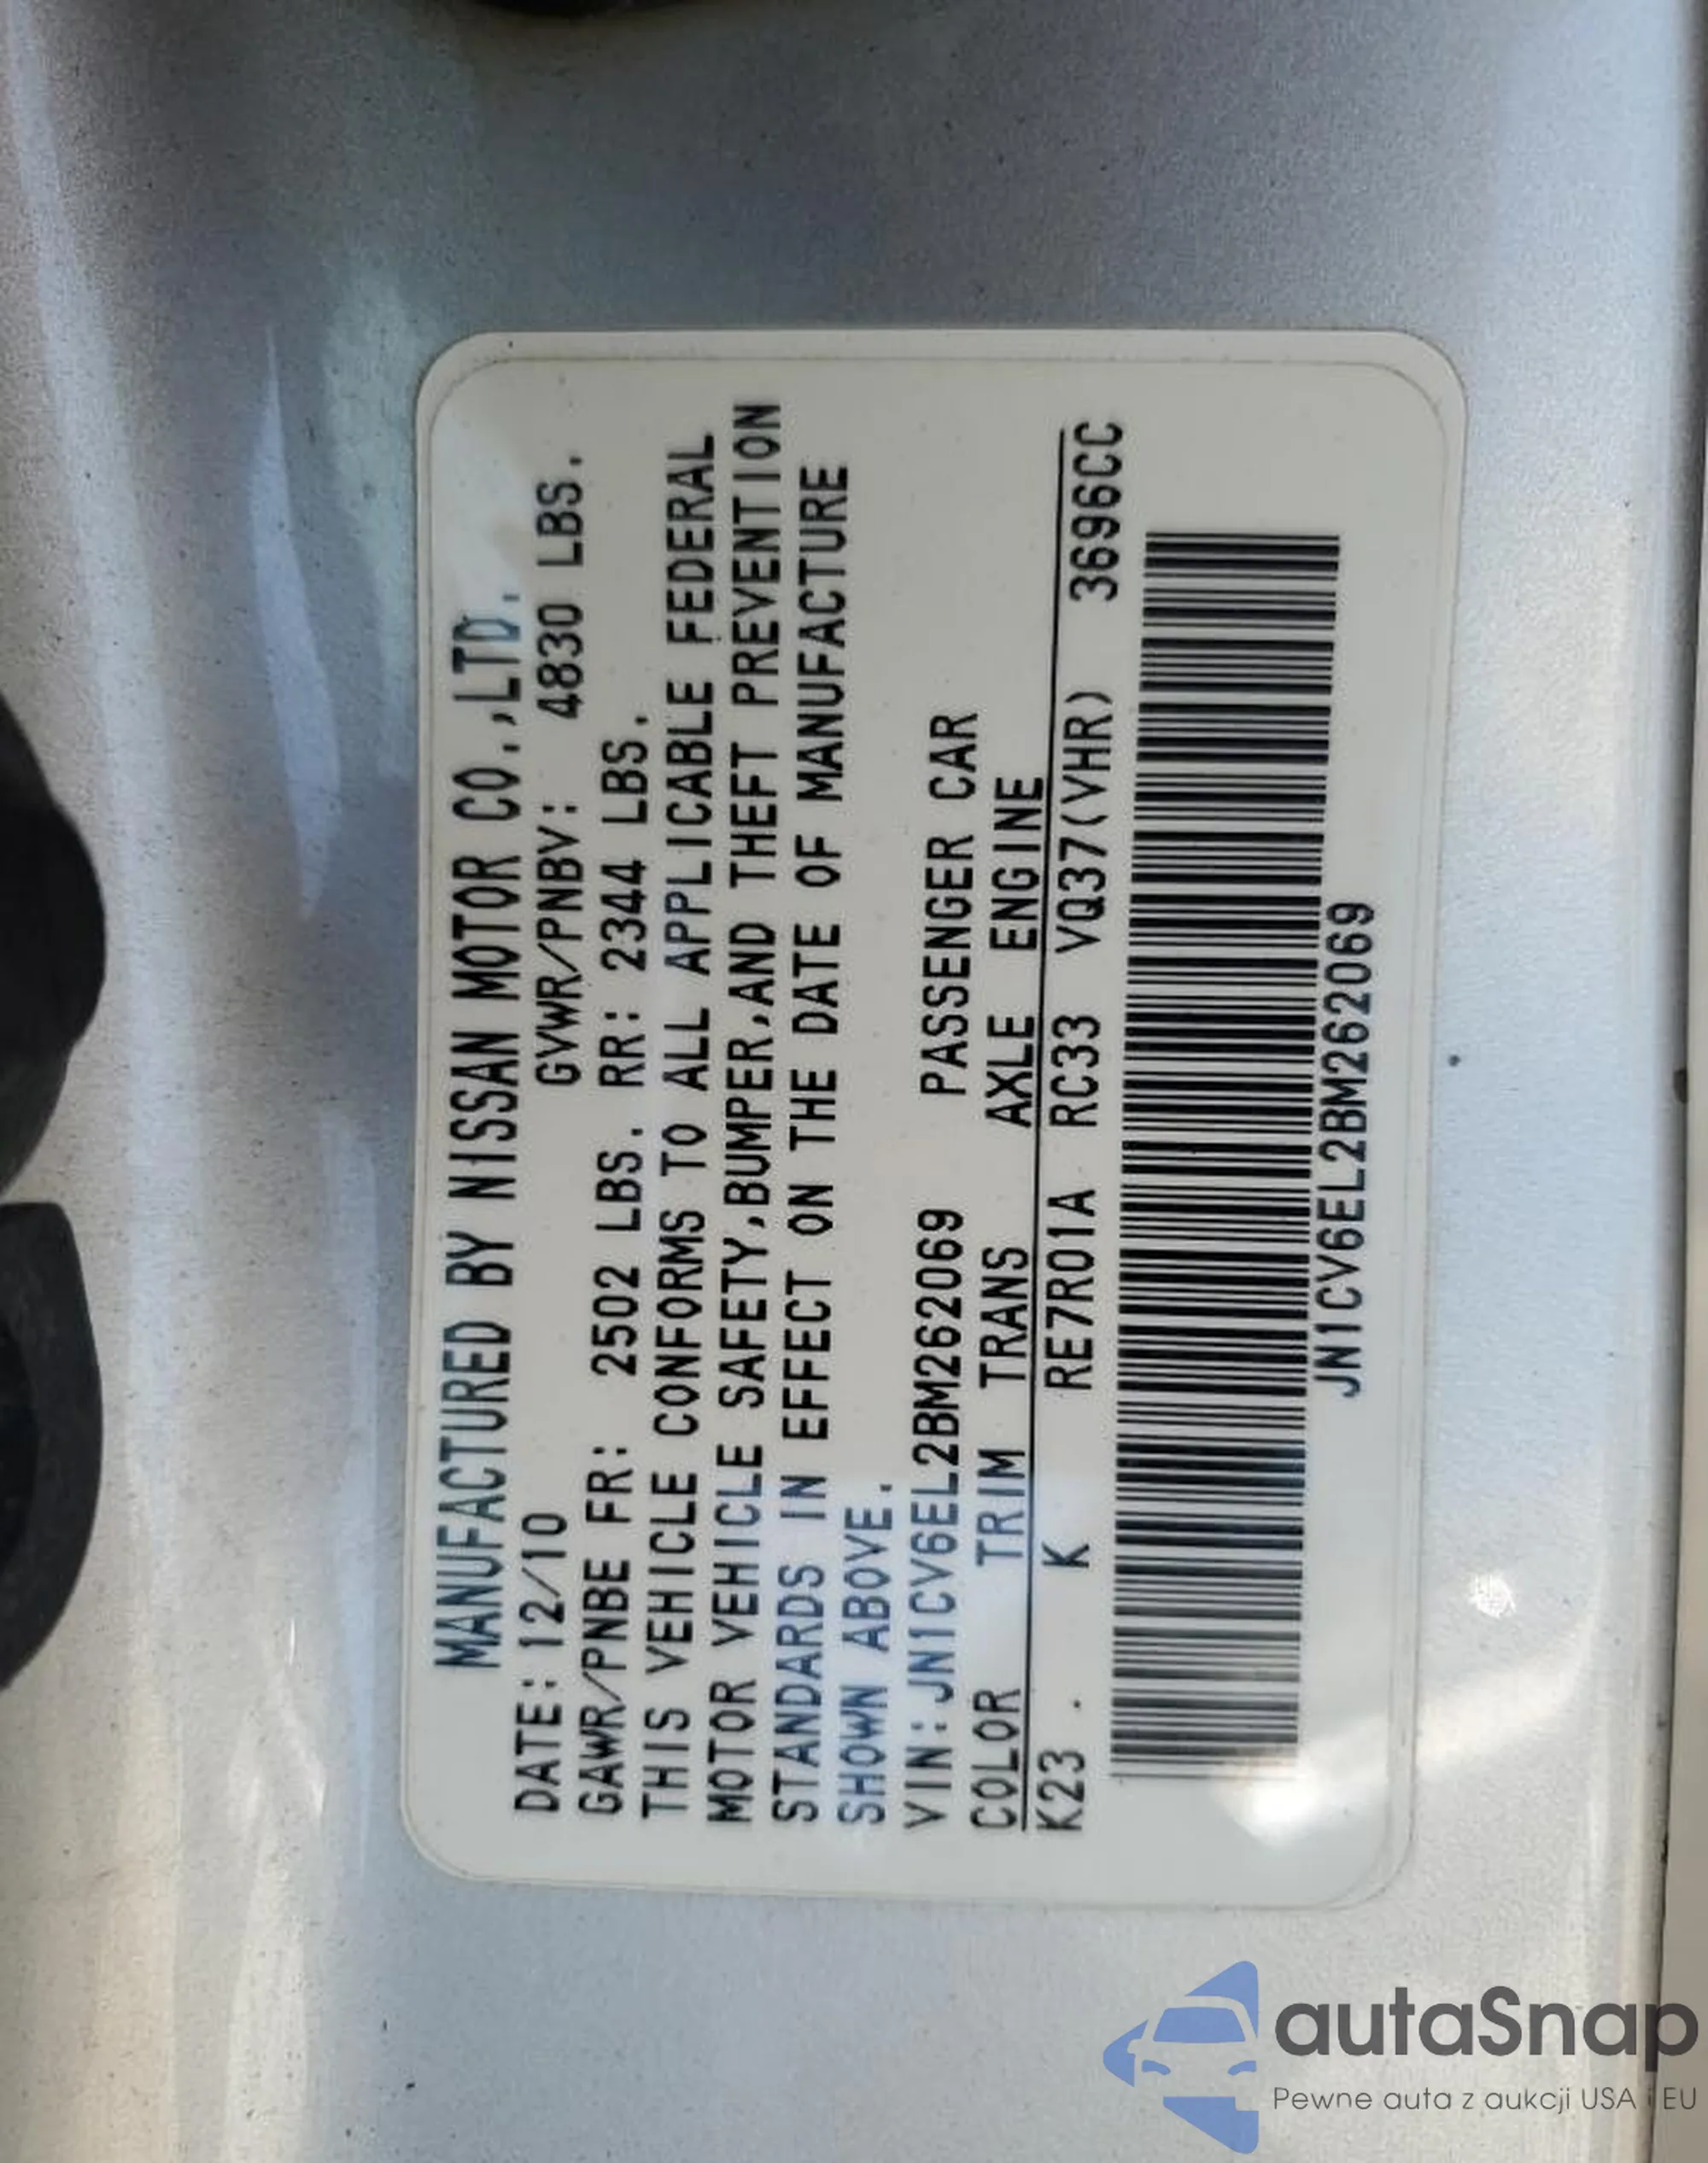 MANUFACTURED BY NISSAN MOTOR CO.,LTD.
DATE:12/10 GVWR/PNBV: 4830 LBS.
GAWR/PNBE FR: 2502 LBS. RR: 2344 LBS.
THIS VEHICLE CONFORMS TO ALL APPLICABLE FEDERAL
MOTOR VEHICLE SAFETY,BUMPER,AND THEFT PREVENTION
STANDARDS IN EFFECT ON THE DATE OF MANUFACTURE
SHOWN ABOVE.
VIN:JN1CV6EL2BM262069 PASSENGER CAR
COLOR TRIM TRANS AXLE ENGINE
K23 . K RE7R01A RC33 VQ37(VHR) 3696CC
JN1CV6EL2BM262069
autaSnap
Pewne auta z aukcji USA i EU